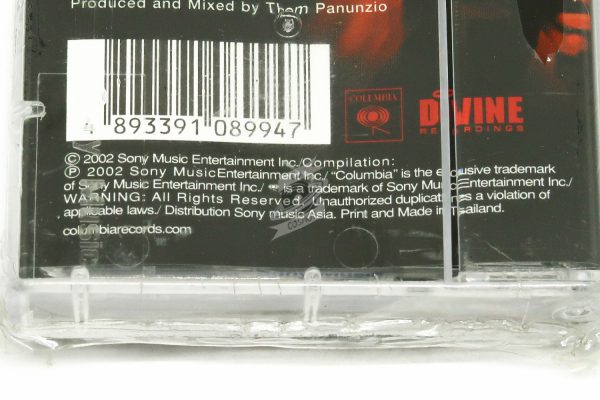 Produced and Mixed by Thom Panunzio
4 893391 089947
COLUMBIA
DIVINE
RECORDINGS
© 2002 Sony Music Entertainment Inc./Compilation:
℗ 2002 Sony Music Entertainment Inc./ "Columbia" is the exclusive trademark
of Sony Music Entertainment Inc./ is the trademark of Sony Music Entertainment Inc./
WARNING: All Rights Reserved. Unauthorized duplication is a violation of
applicable laws./ Distribution Sony music Asia. Print and Made in Thailand.
columbiarecords.com